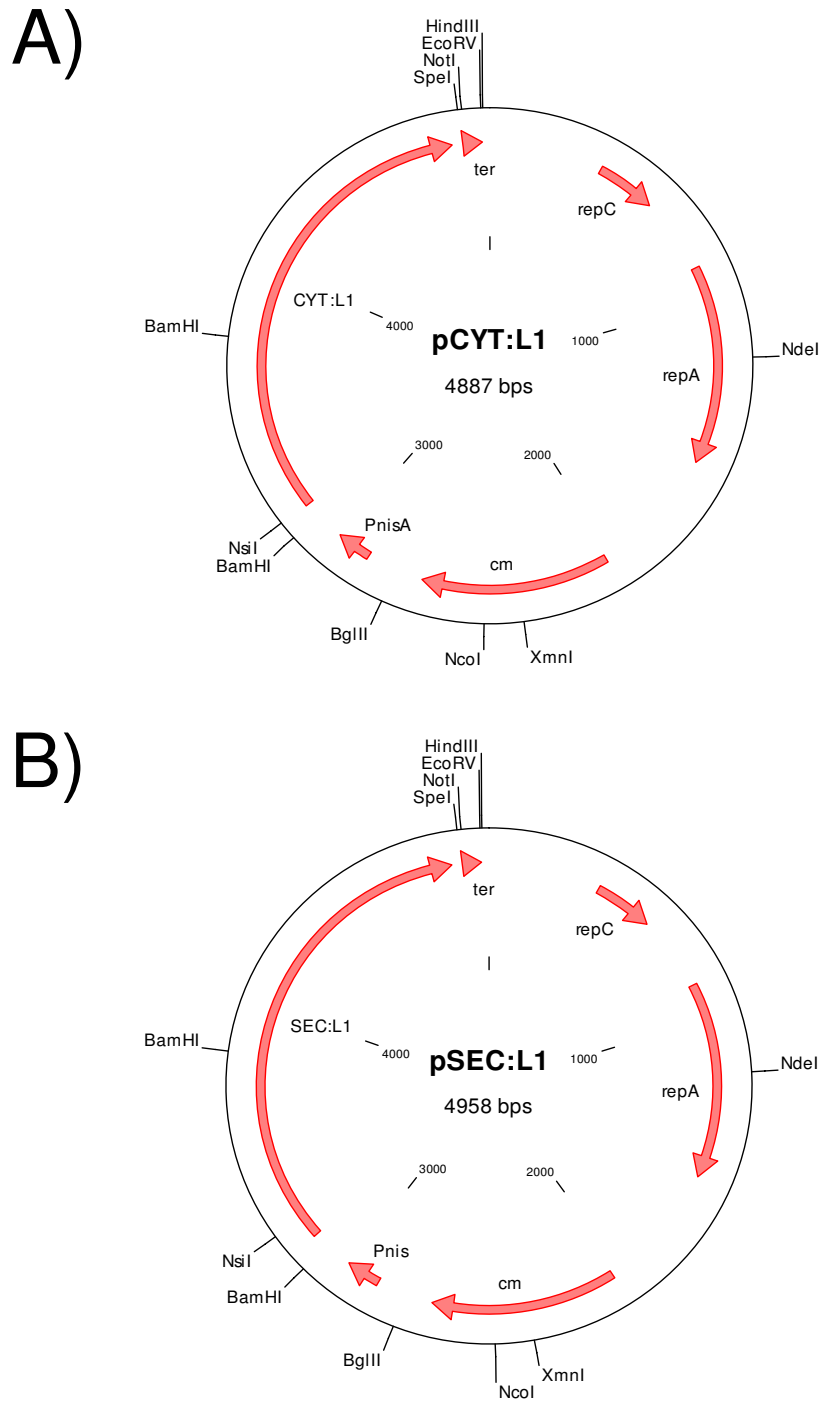 A)
HindIII
EcoRV
NotI
SpeI
ter
repC
CYT:L1
4000
pCYT:L1
1000
BamHI
NdeI
4887 bps
repA
3000
2000
PnisA
NsiI
BamHI
cm
BglII
NcoI
XmnI
B)
HindIII
EcoRV
NotI
SpeI
ter
repC
SEC:L1
4000
pSEC:L1
1000
BamHI
NdeI
4958 bps
repA
3000
2000
Pnis
NsiI
BamHI
cm
BglII
XmnI
NcoI